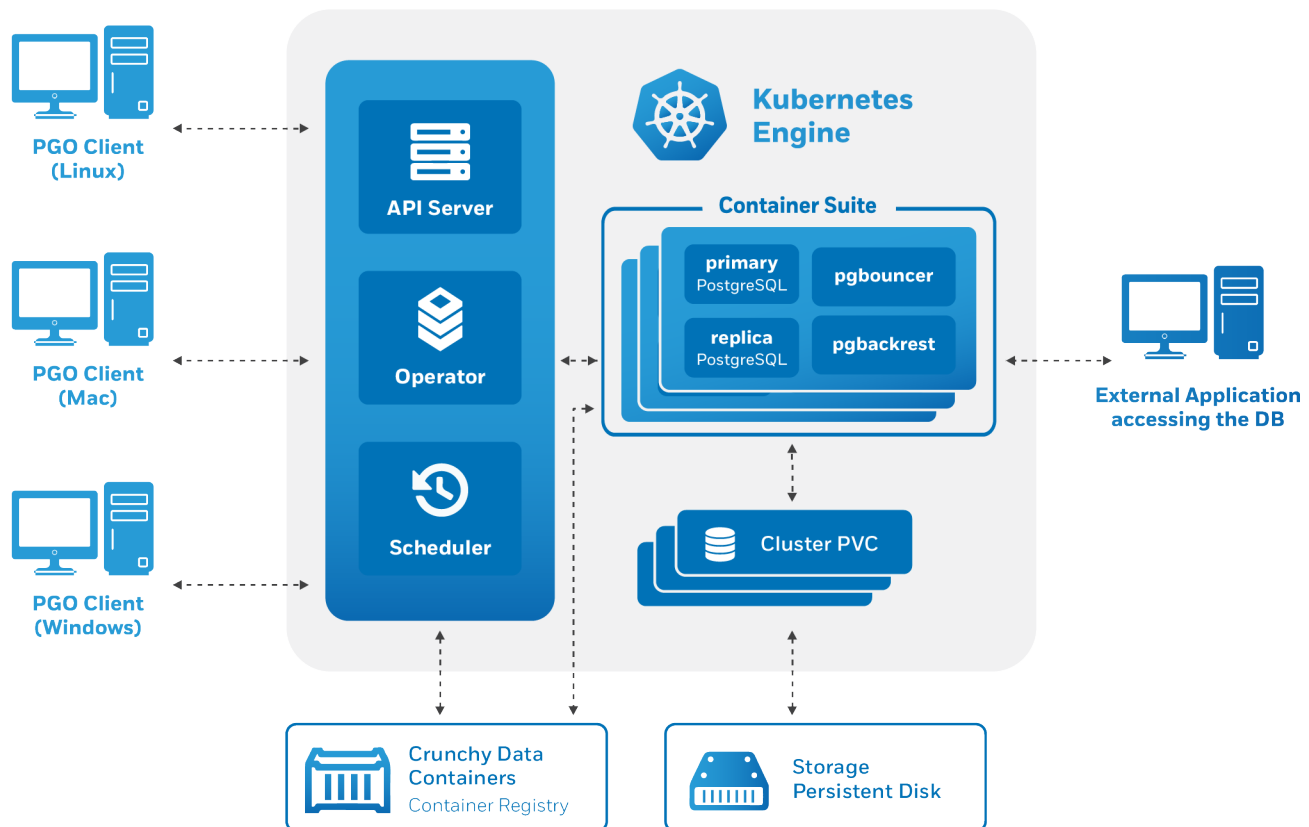 PGO Client
(Linux)
PGO Client
(Mac)
PGO Client
(Windows)
API Server
Operator
Scheduler
Kubernetes
Engine
Container Suite
primary
PostgreSQL
pgbouncer
replica
PostgreSQL
pgbackrest
Cluster PVC
External Application
accessing the DB
Crunchy Data
Containers
Container Registry
Storage
Persistent Disk